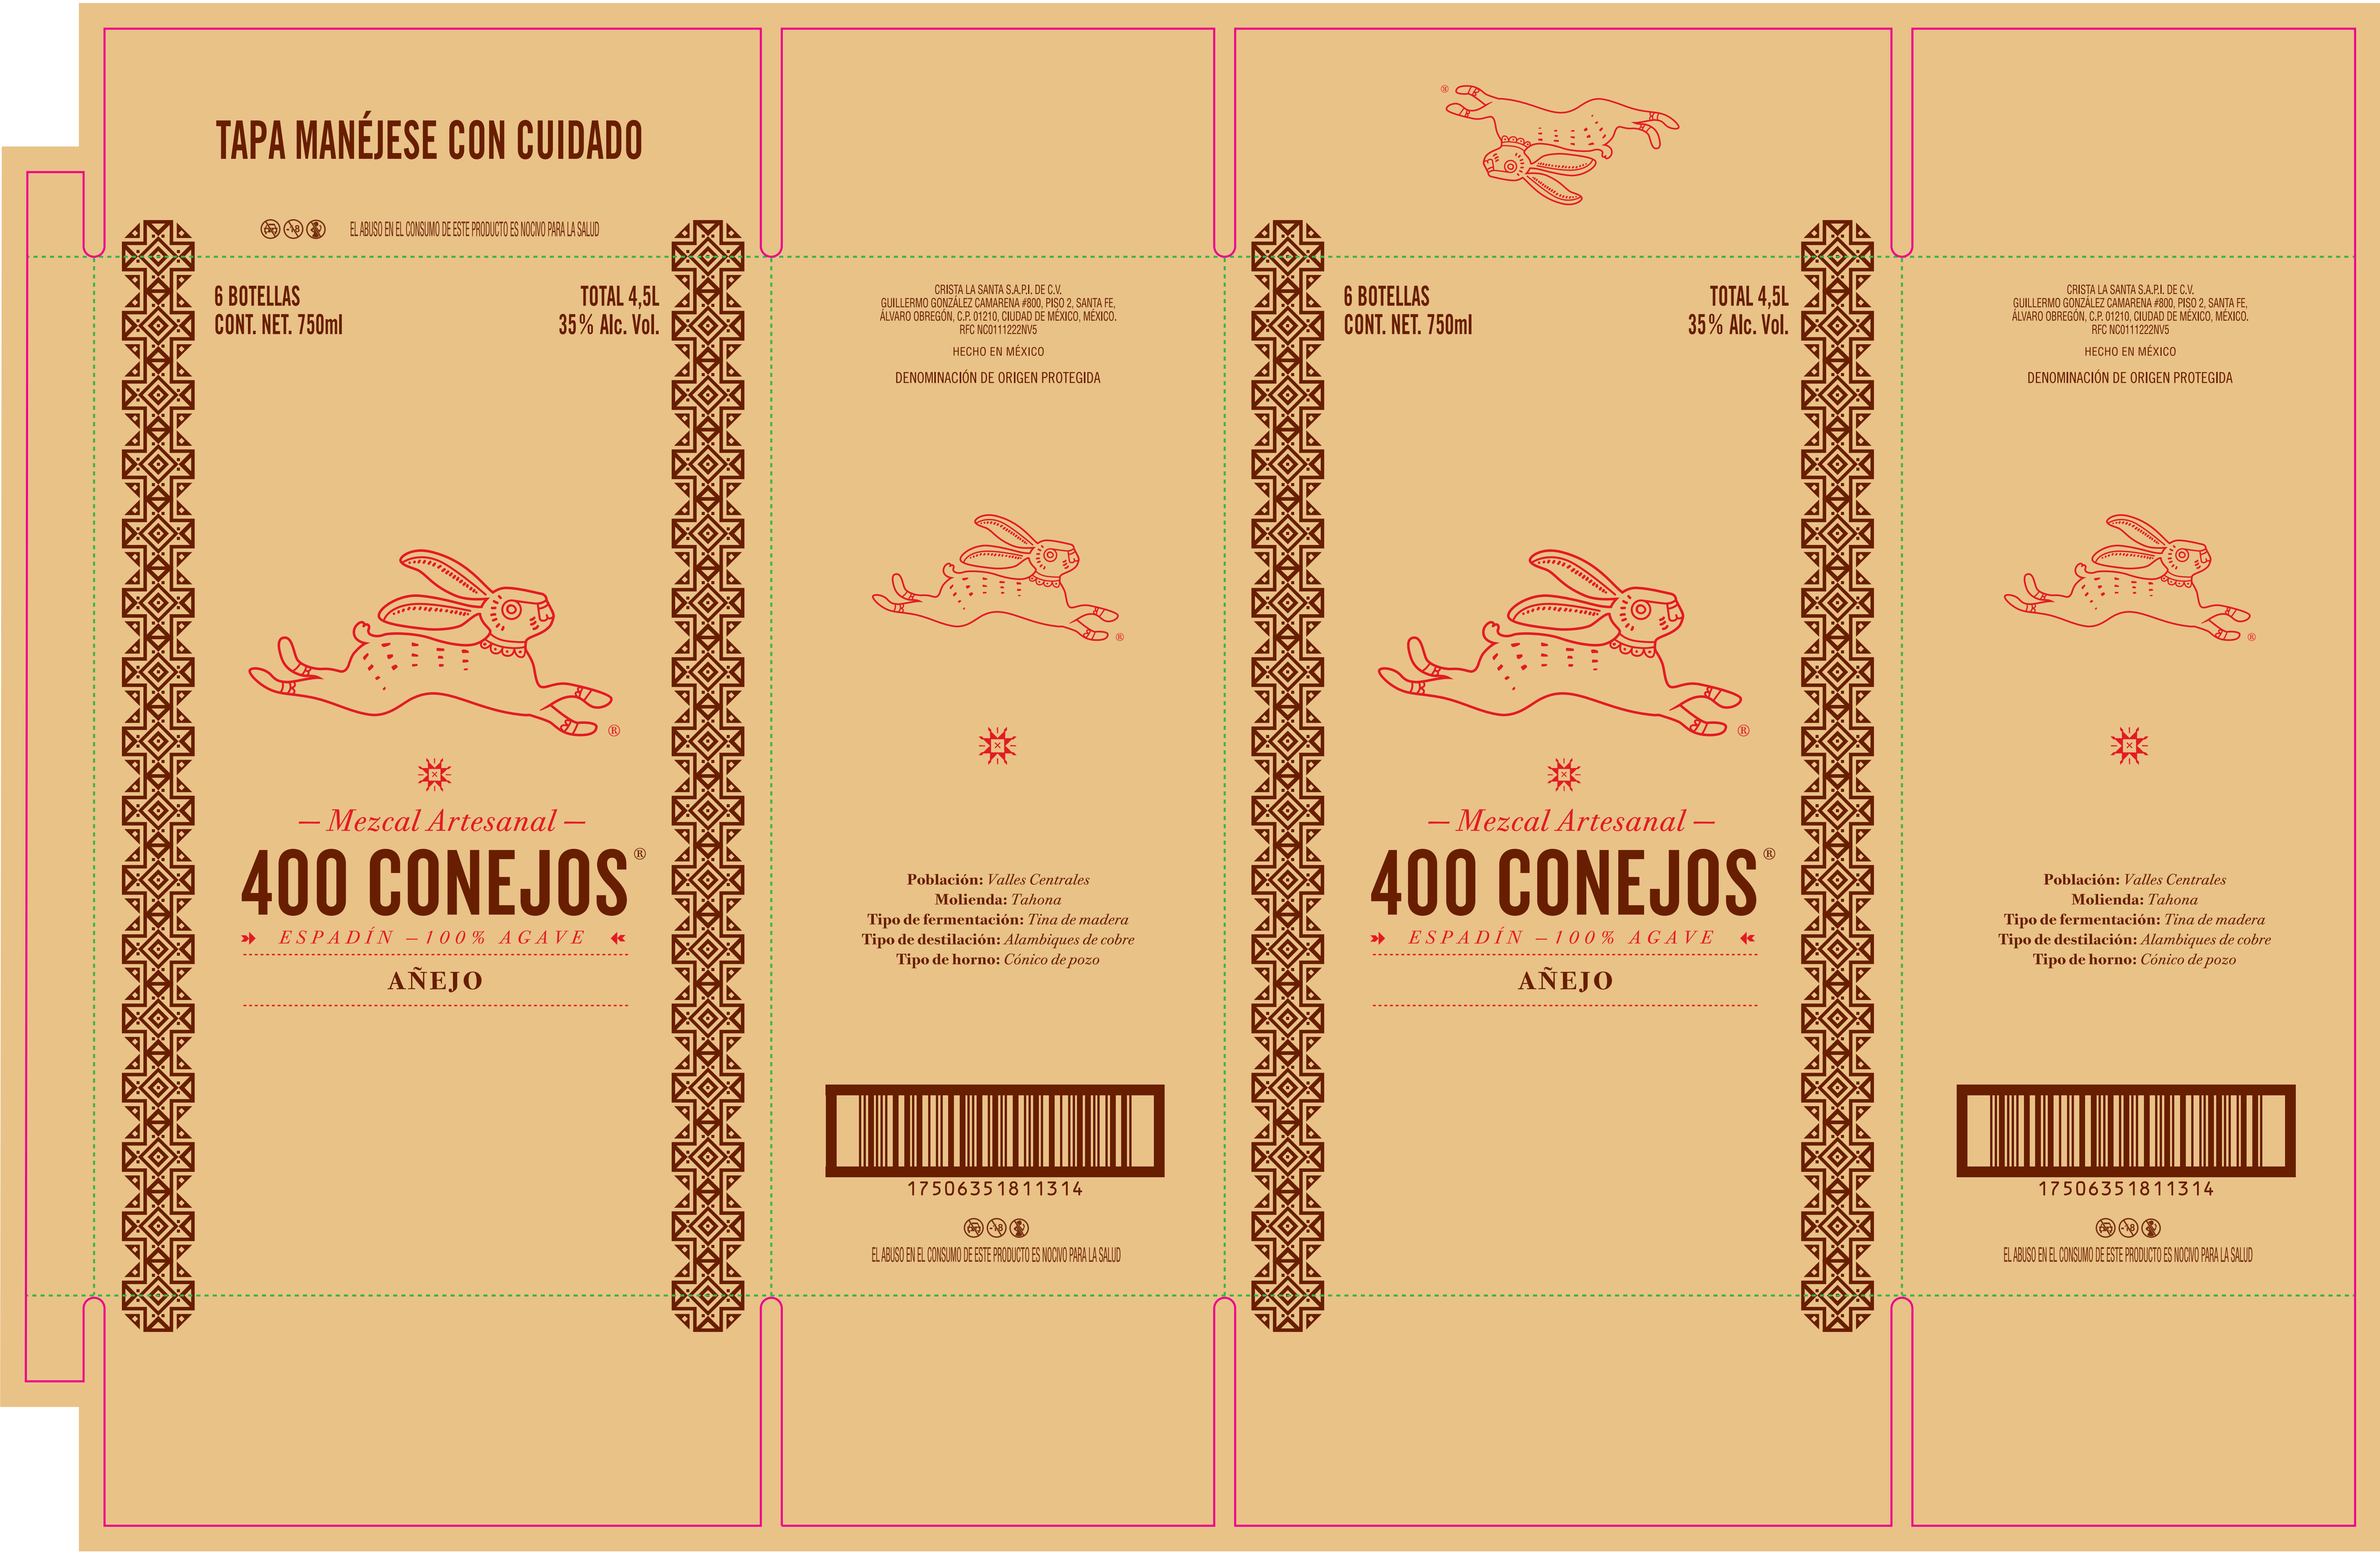 TAPA MANÉJESE CON CUIDADO
-18
EL ABUSO EN EL CONSUMO DE ESTE PRODUCTO ES NOCIVO PARA LA SALUD
6 BOTELLAS
CONT. NET. 750ml
TOTAL 4,5L
35% Alc. Vol.
®
— Mezcal Artesanal —
400 CONEJOS®
ESPADÍN – 100% AGAVE
AÑEJO
CRISTA LA SANTA S.A.P.I. DE C.V.
GUILLERMO GONZÁLEZ CAMARENA #800, PISO 2, SANTA FE,
ÁLVARO OBREGÓN, C.P. 01210, CIUDAD DE MÉXICO, MÉXICO.
RFC NC0111222NV5
HECHO EN MÉXICO
DENOMINACIÓN DE ORIGEN PROTEGIDA
®
Población: Valles Centrales
Molienda: Tahona
Tipo de fermentación: Tina de madera
Tipo de destilación: Alambiques de cobre
Tipo de horno: Cónico de pozo
17506351811314
-18
EL ABUSO EN EL CONSUMO DE ESTE PRODUCTO ES NOCIVO PARA LA SALUD
®
6 BOTELLAS
CONT. NET. 750ml
TOTAL 4,5L
35% Alc. Vol.
®
— Mezcal Artesanal —
400 CONEJOS®
ESPADÍN – 100% AGAVE
AÑEJO
CRISTA LA SANTA S.A.P.I. DE C.V.
GUILLERMO GONZÁLEZ CAMARENA #800, PISO 2, SANTA FE,
ÁLVARO OBREGÓN, C.P. 01210, CIUDAD DE MÉXICO, MÉXICO.
RFC NC0111222NV5
HECHO EN MÉXICO
DENOMINACIÓN DE ORIGEN PROTEGIDA
®
Población: Valles Centrales
Molienda: Tahona
Tipo de fermentación: Tina de madera
Tipo de destilación: Alambiques de cobre
Tipo de horno: Cónico de pozo
17506351811314
-18
EL ABUSO EN EL CONSUMO DE ESTE PRODUCTO ES NOCIVO PARA LA SALUD